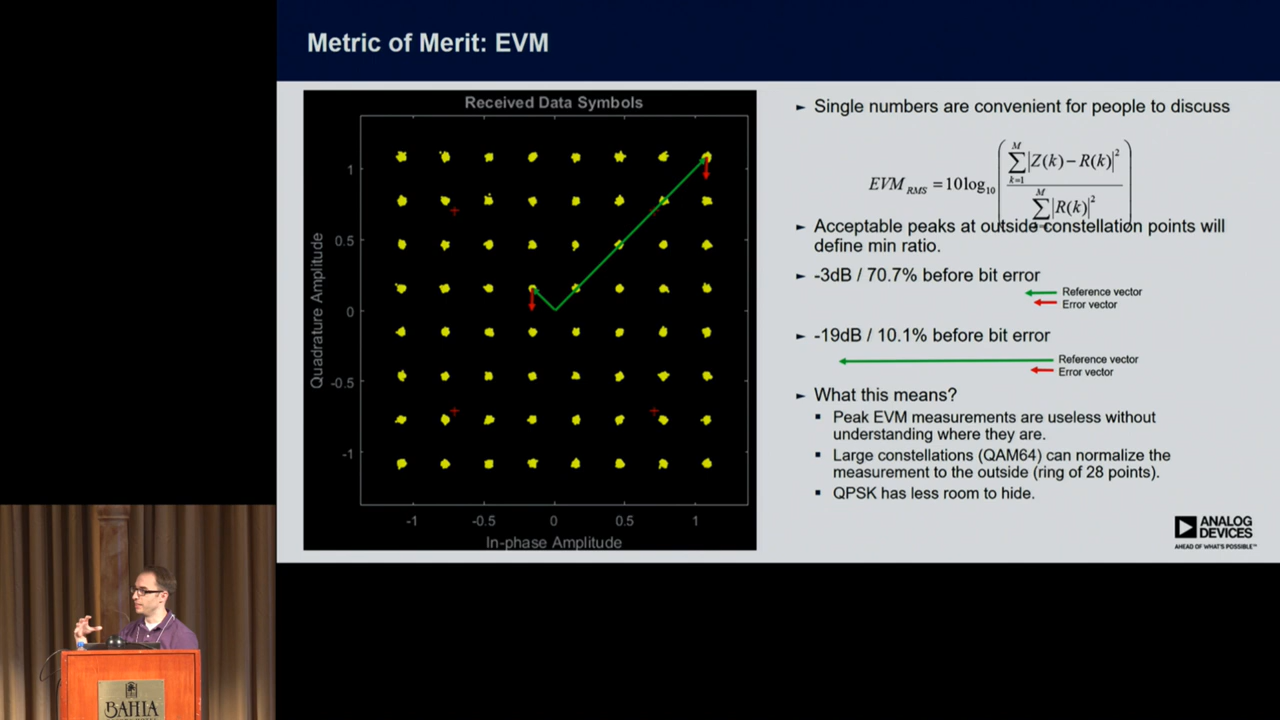 Metric of Merit: EVM
Received Data Symbols
Quadrature Amplitude
1
0.5
0
-0.5
-1
-1
-0.5
0
0.5
1
In-phase Amplitude
► Single numbers are convenient for people to discuss
EVM RMS = 10log10 ( M ∑ k=1 |Z(k) − R(k)|² / M ∑ |R(k)|² )
► Acceptable peaks at outside constellation points will
define min ratio.
► -3dB / 70.7% before bit error
Reference vector
Error vector
► -19dB / 10.1% before bit error
Reference vector
Error vector
► What this means?
▪ Peak EVM measurements are useless without
understanding where they are.
▪ Large constellations (QAM64) can normalize the
measurement to the outside (ring of 28 points).
▪ QPSK has less room to hide.
ANALOG
DEVICES
AHEAD OF WHAT'S POSSIBLE™
BAHIA